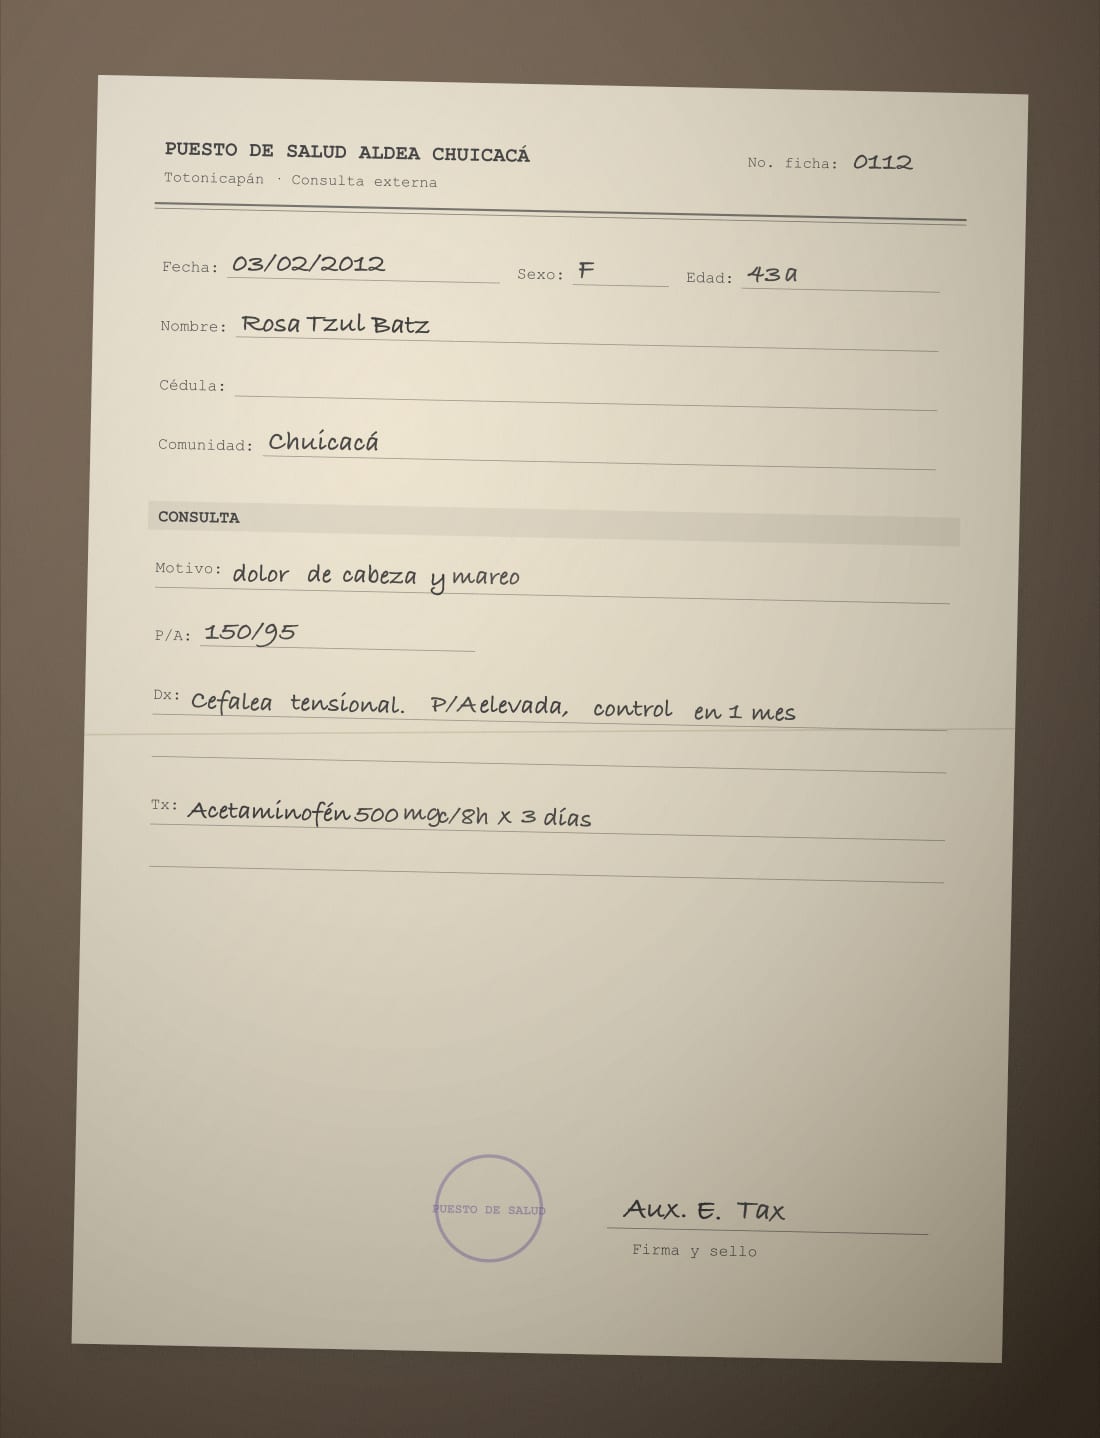 PUESTO DE SALUD ALDEA CHUICACÁ
No. ficha: 0112
Totonicapán · Consulta externa
Fecha: 03/02/2012 Sexo: F Edad: 43a
Nombre: Rosa Tzul Batz
Cédula:
Comunidad: Chuicacá
CONSULTA
Motivo: dolor de cabeza y mareo
P/A: 150/95
Dx: Cefalea tensional. P/A elevada, control en 1 mes
Tx: Acetaminofén 500 mg c/8h x 3 días
PUESTO DE SALUD
Aux. E. Tax
Firma y sello